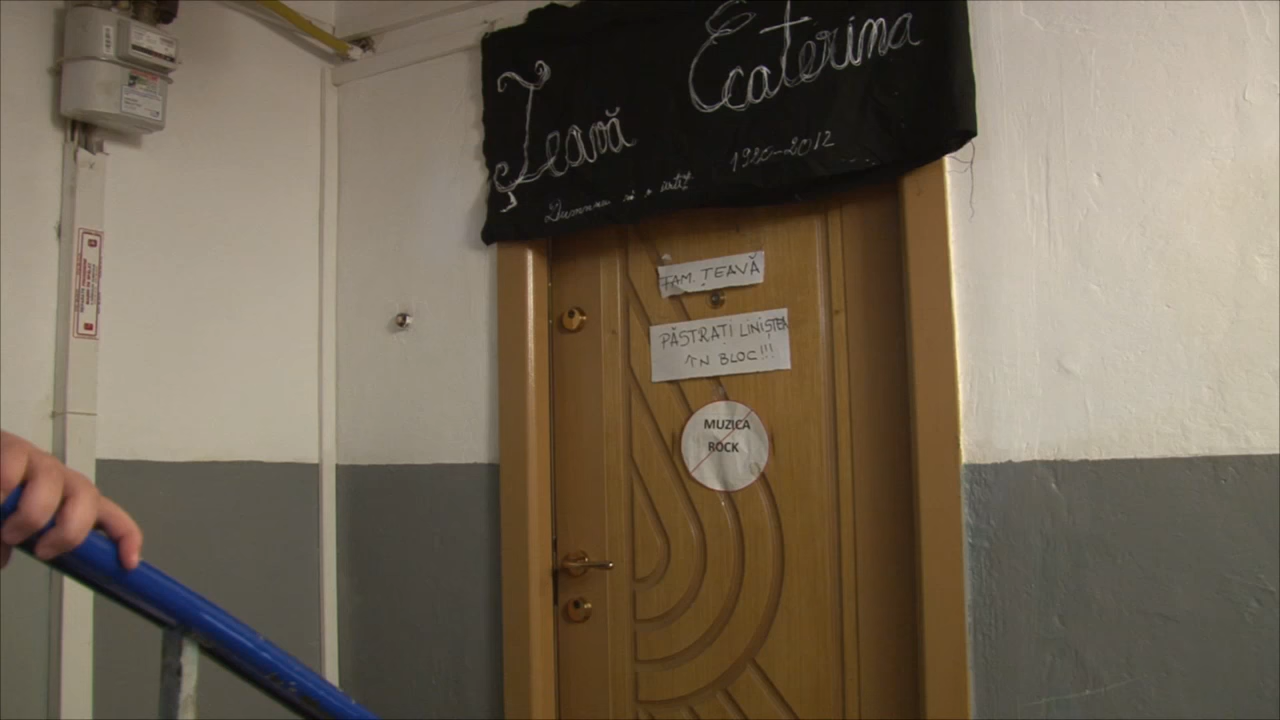 Țeavă Ecaterina
1920-2012
FAM. ȚEAVĂ
PĂSTRAȚI LINIȘTEA
ÎN BLOC!!!
MUZICA
ROCK